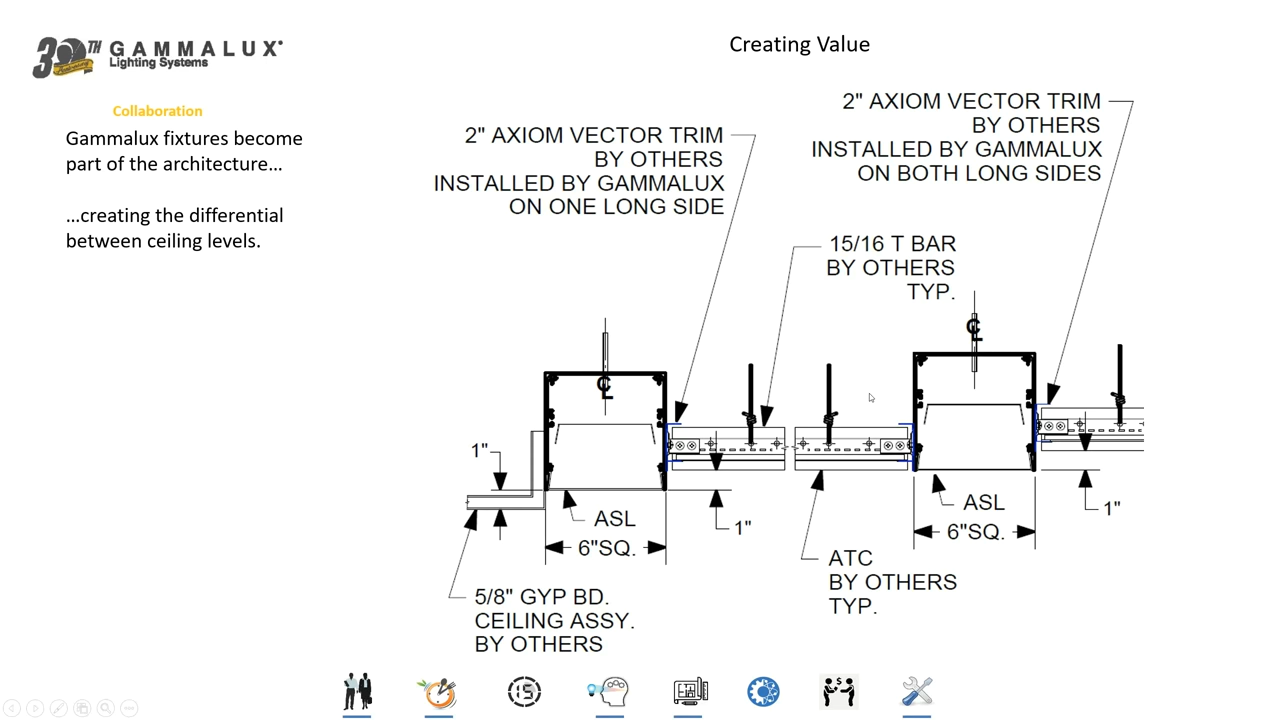 30TH GAMMALUX
Lighting Systems
Creating Value
Collaboration
Gammalux fixtures become
part of the architecture…
…creating the differential
between ceiling levels.
2" AXIOM VECTOR TRIM
BY OTHERS
INSTALLED BY GAMMALUX
ON ONE LONG SIDE
2" AXIOM VECTOR TRIM
BY OTHERS
INSTALLED BY GAMMALUX
ON BOTH LONG SIDES
15/16 T BAR
BY OTHERS
TYP.
CL
CL
1"
1"
1"
ASL
6"SQ.
ASL
6"SQ.
ATC
BY OTHERS
TYP.
5/8" GYP BD.
CEILING ASSY.
BY OTHERS
15
$